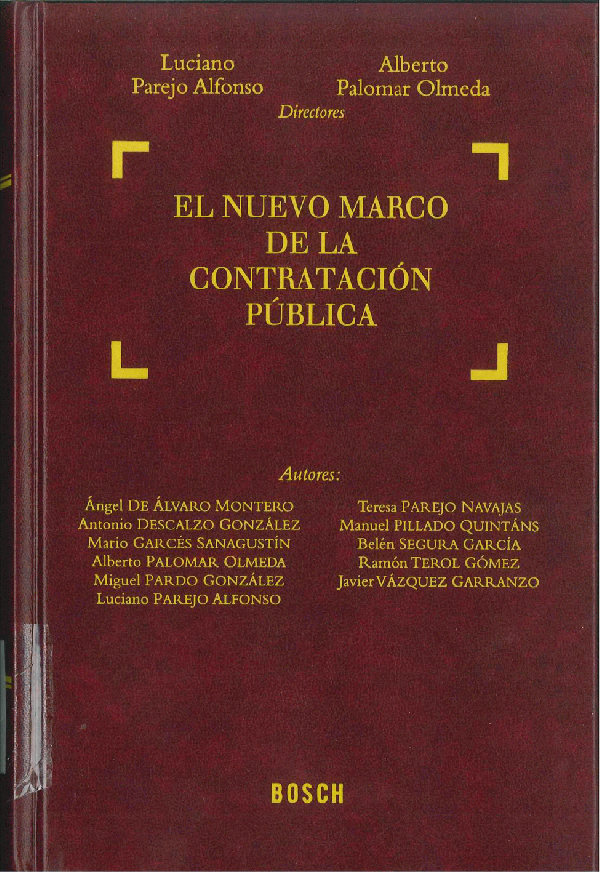 Luciano
Parejo Alfonso
Alberto
Palomar Olmeda
Directores
EL NUEVO MARCO
DE LA
CONTRATACIÓN
PÚBLICA
Autores:
Ángel DE ÁLVARO MONTERO
Antonio DESCALZO GONZÁLEZ
Mario GARCÉS SANAGUSTÍN
Alberto PALOMAR OLMEDA
Miguel PARDO GONZÁLEZ
Luciano PAREJO ALFONSO
Teresa PAREJO NAVAJAS
Manuel PILLADO QUINTÁNS
Belén SEGURA GARCÍA
Ramón TEROL GÓMEZ
Javier VÁZQUEZ GARRANZO
BOSCH